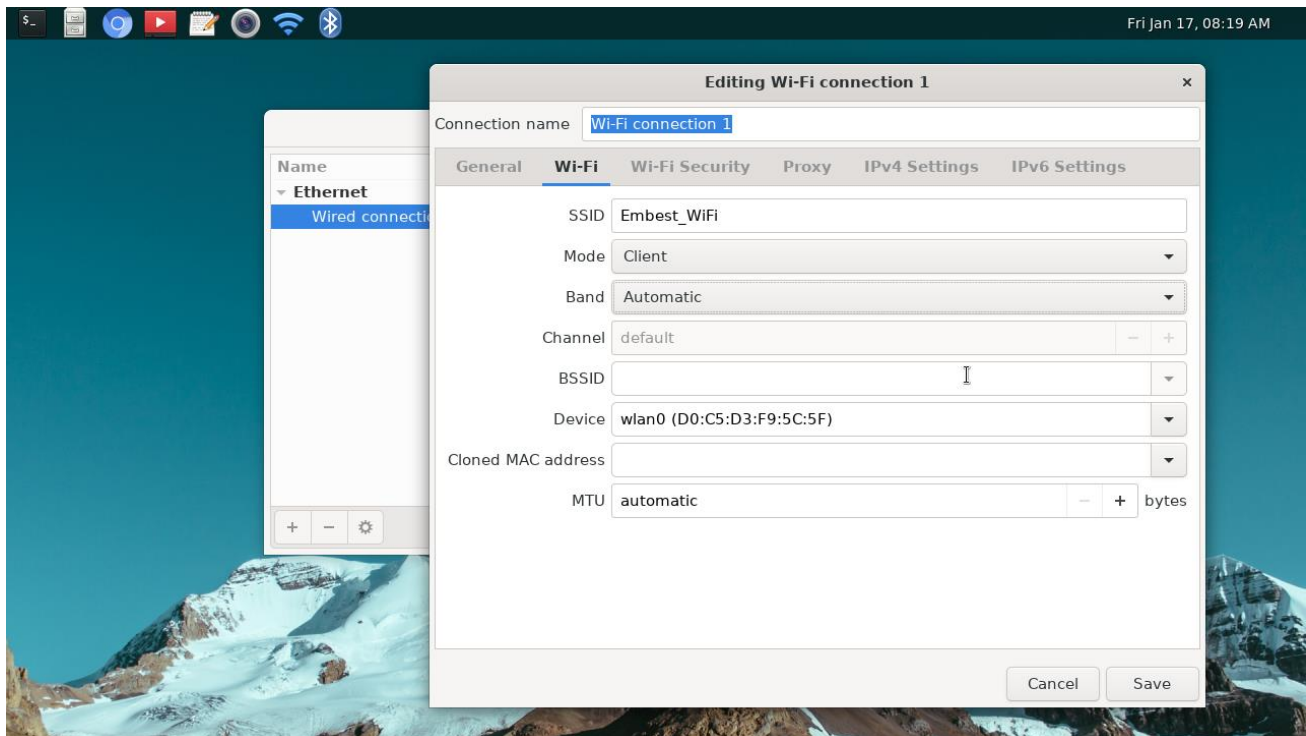 $_
Fri Jan 17, 08:19 AM
Editing Wi-Fi connection 1
×
Connection name Wi-Fi connection 1
Name
Ethernet
Wired connectio
General Wi-Fi Wi-Fi Security Proxy IPv4 Settings IPv6 Settings
SSID Embest_WiFi
Mode Client
Band Automatic
Channel default − +
BSSID
Device wlan0 (D0:C5:D3:F9:5C:5F)
Cloned MAC address
MTU automatic − + bytes
+ −
Cancel Save